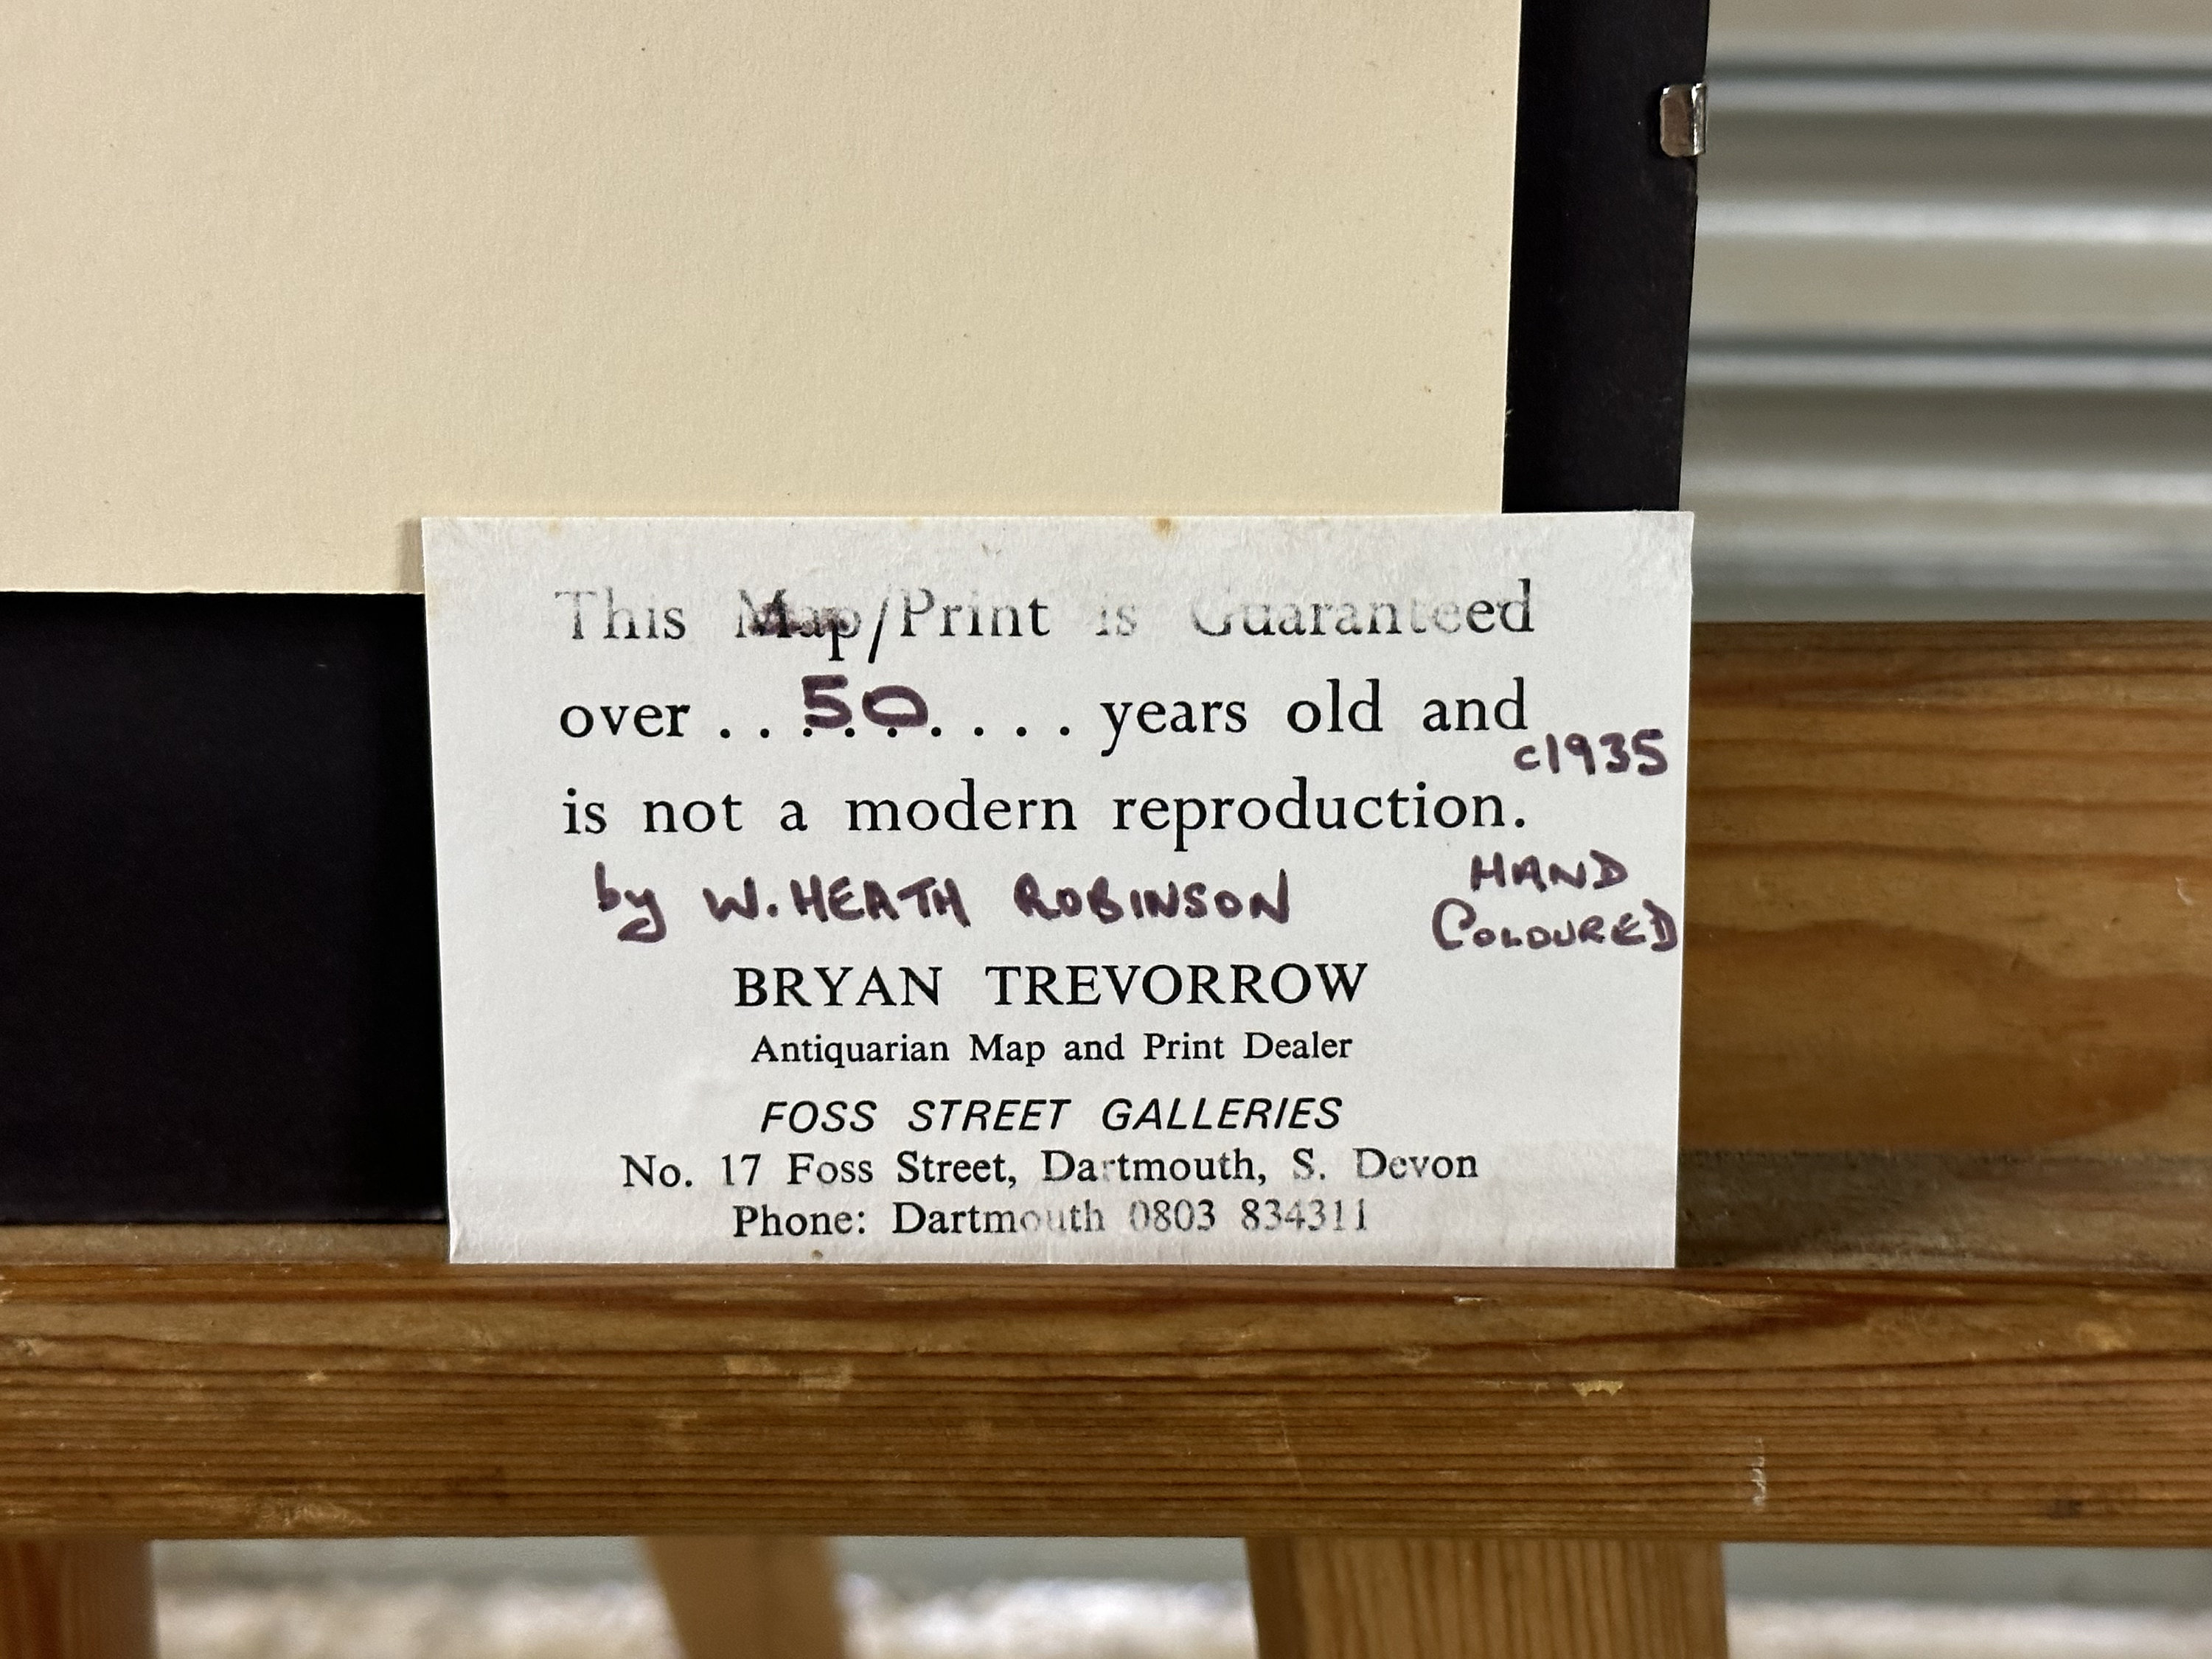 This Map/Print is Guaranteed
over . . 50 . . . . years old and
c1935
is not a modern reproduction.
by W. HEATH ROBINSON
HAND
COLOURED
BRYAN TREVORROW
Antiquarian Map and Print Dealer
FOSS STREET GALLERIES
No. 17 Foss Street, Dartmouth, S. Devon
Phone: Dartmouth 0803 834311